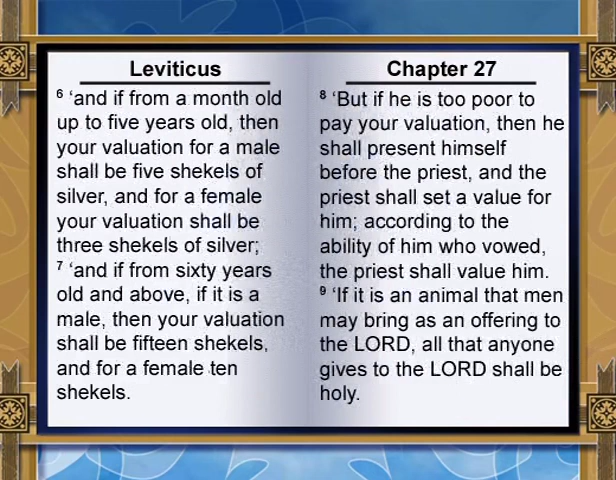 Leviticus
6 ‘and if from a month old
up to five years old, then
your valuation for a male
shall be five shekels of
silver, and for a female
your valuation shall be
three shekels of silver;
7 ‘and if from sixty years
old and above, if it is a
male, then your valuation
shall be fifteen shekels,
and for a female ten
shekels.
Chapter 27
8 ‘But if he is too poor to
pay your valuation, then he
shall present himself
before the priest, and the
priest shall set a value for
him; according to the
ability of him who vowed,
the priest shall value him.
9 ‘If it is an animal that men
may bring as an offering to
the LORD, all that anyone
gives to the LORD shall be
holy.